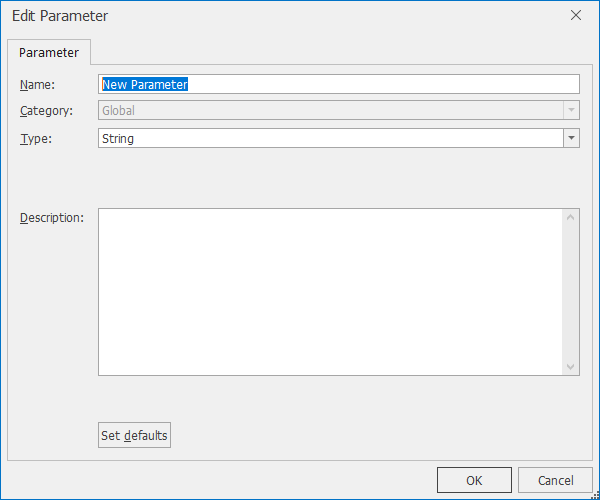 Edit Parameter
Parameter
Name: New Parameter
Category: Global
Type: String
Description:
Set defaults
OK Cancel